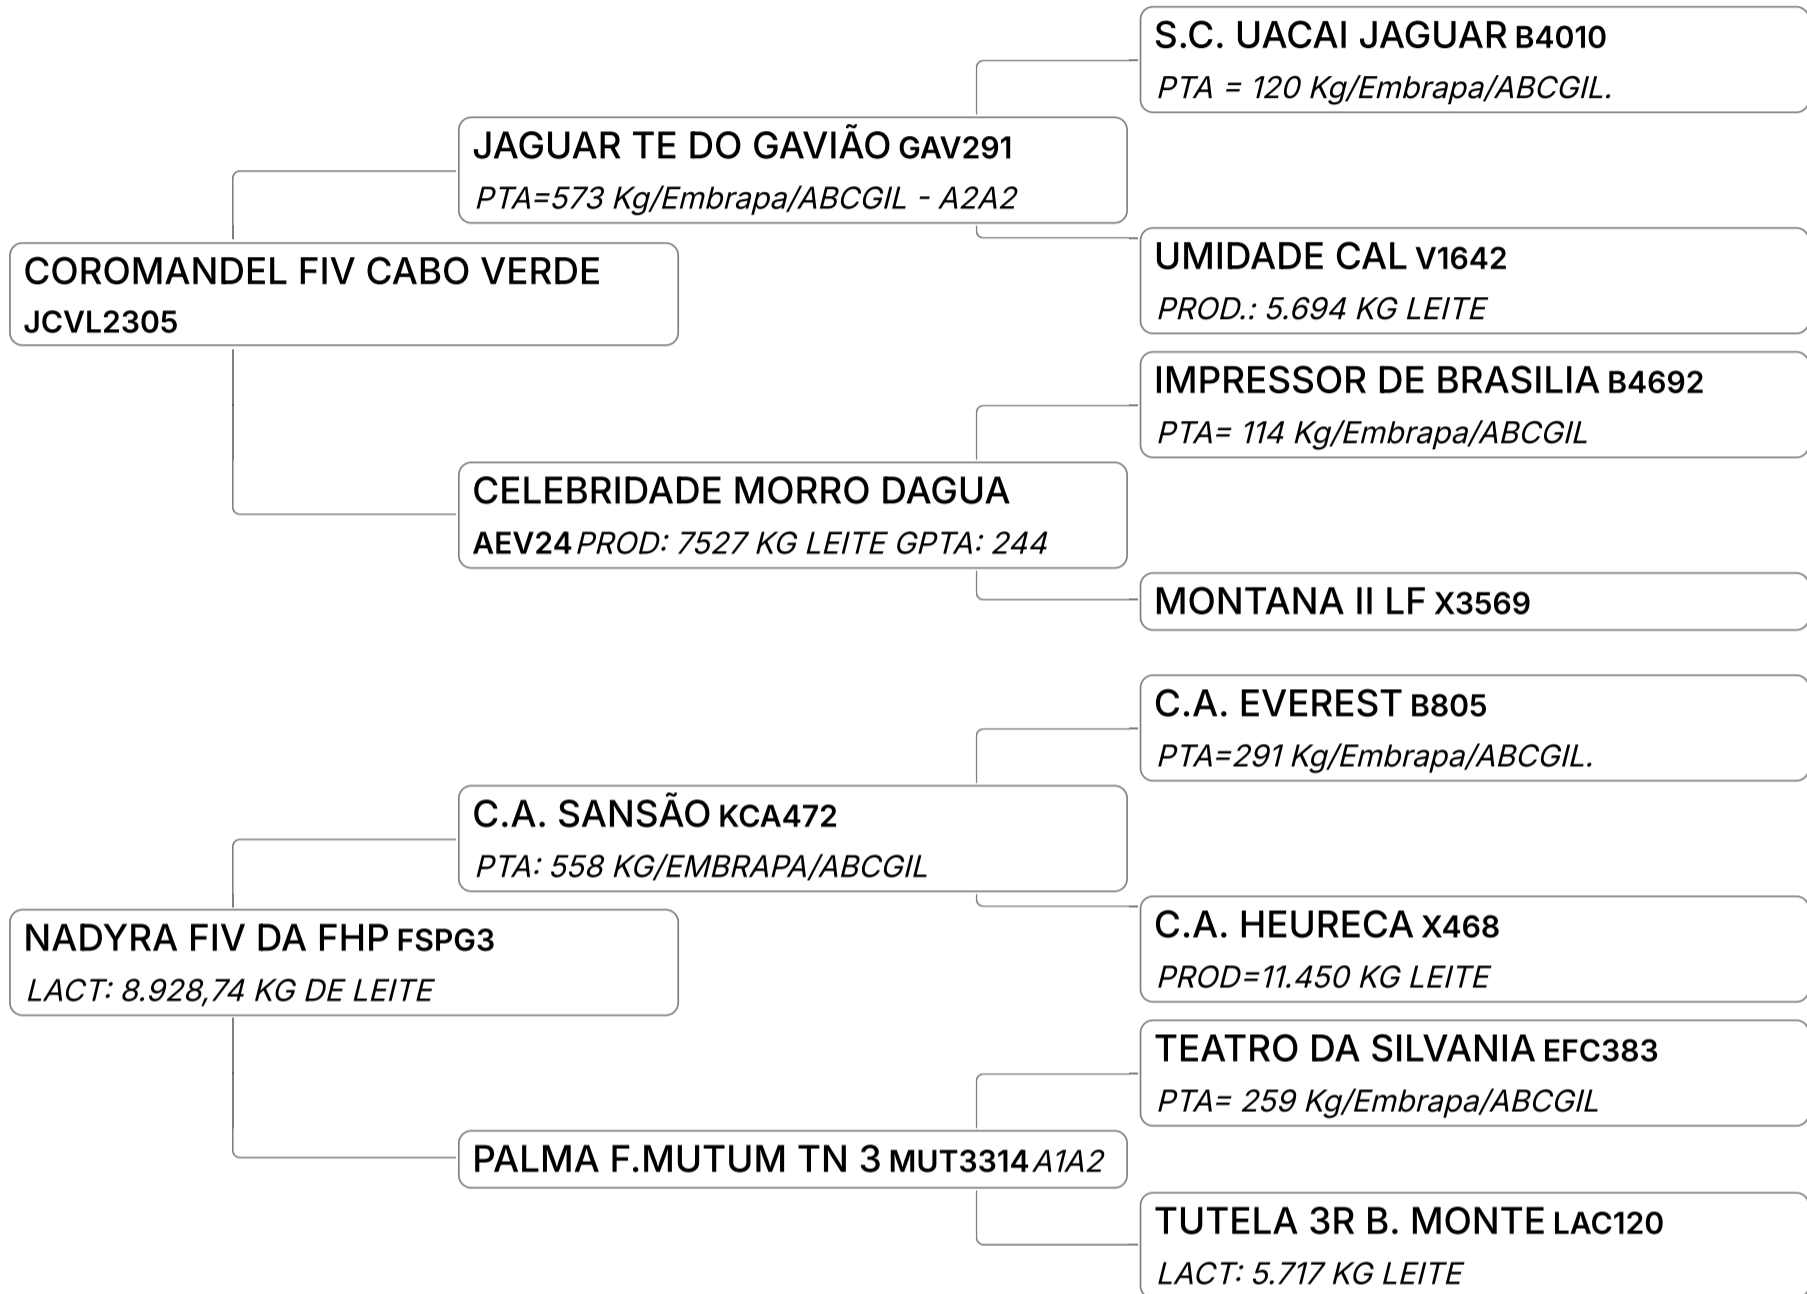 S.C. UACAI JAGUAR B4010
PTA = 120 Kg/Embrapa/ABCGIL.
JAGUAR TE DO GAVIÃO GAV291
PTA=573 Kg/Embrapa/ABCGIL - A2A2
UMIDADE CAL V1642
PROD.: 5.694 KG LEITE
COROMANDEL FIV CABO VERDE
JCVL2305
IMPRESSOR DE BRASILIA B4692
PTA= 114 Kg/Embrapa/ABCGIL
CELEBRIDADE MORRO DAGUA
AEV24 PROD: 7527 KG LEITE GPTA: 244
MONTANA II LF X3569
C.A. EVEREST B805
PTA=291 Kg/Embrapa/ABCGIL.
C.A. SANSÃO KCA472
PTA: 558 KG/EMBRAPA/ABCGIL
C.A. HEURECA X468
PROD=11.450 KG LEITE
NADYRA FIV DA FHP FSPG3
LACT: 8.928,74 KG DE LEITE
TEATRO DA SILVANIA EFC383
PTA= 259 Kg/Embrapa/ABCGIL
PALMA F.MUTUM TN 3 MUT3314 A1A2
TUTELA 3R B. MONTE LAC120
LACT: 5.717 KG LEITE